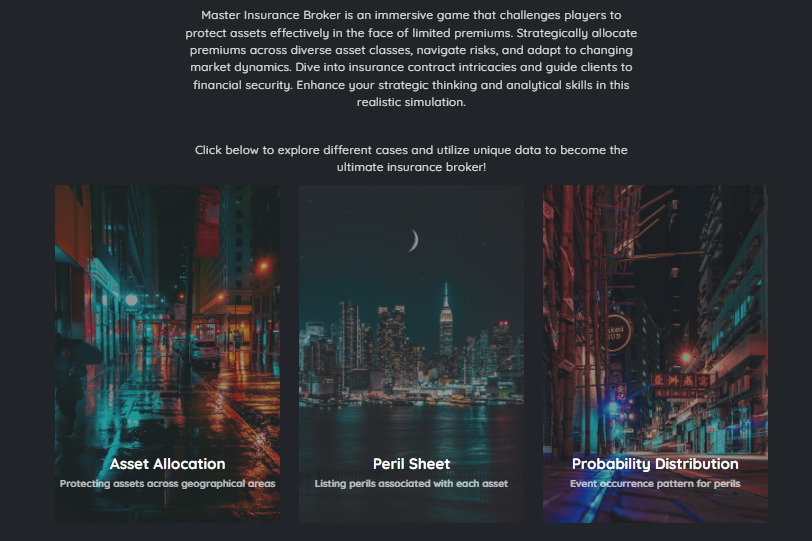 Master Insurance Broker is an immersive game that challenges players to
protect assets effectively in the face of limited premiums. Strategically allocate
premiums across diverse asset classes, navigate risks, and adapt to changing
market dynamics. Dive into insurance contract intricacies and guide clients to
financial security. Enhance your strategic thinking and analytical skills in this
realistic simulation.
Click below to explore different cases and utilize unique data to become the
ultimate insurance broker!
Asset Allocation
Protecting assets across geographical areas
Peril Sheet
Listing perils associated with each asset
Probability Distribution
Event occurrence pattern for perils